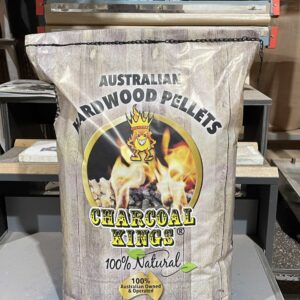 AUSTRALIAN
HARDWOOD PELLETS
CHARCOAL
KINGS®
100% Natural
100%
Australian Owned
& Operated